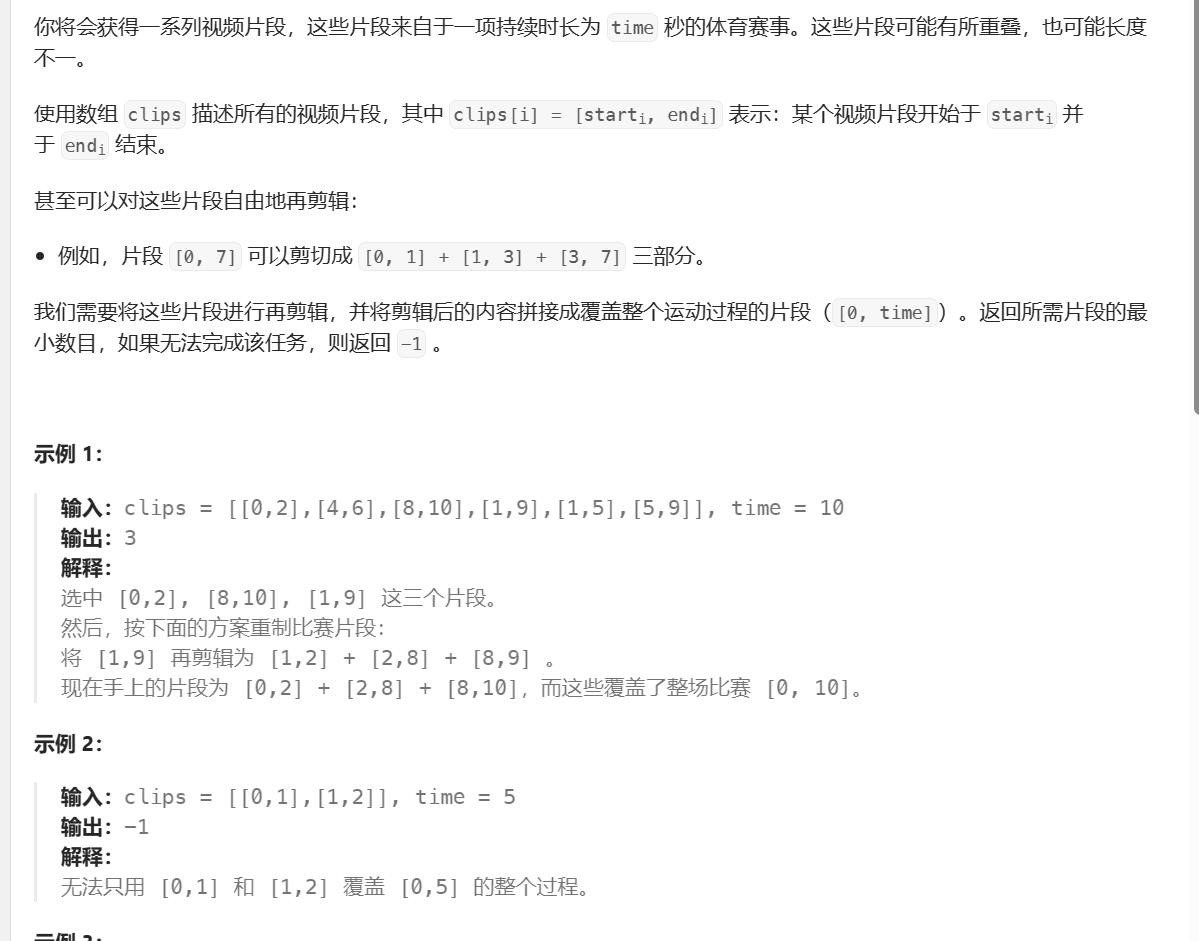 你将会获得一系列视频片段，这些片段来自于一项持续时长为 time 秒的体育赛事。这些片段可能有所重叠，也可能长度
不一。
使用数组 clips 描述所有的视频片段，其中 clips[i] = [starti, endi] 表示：某个视频片段开始于 starti 并
于 endi 结束。
甚至可以对这些片段自由地再剪辑：
• 例如，片段 [0, 7] 可以剪切成 [0, 1] + [1, 3] + [3, 7] 三部分。
我们需要将这些片段进行再剪辑，并将剪辑后的内容拼接成覆盖整个运动过程的片段（[0, time]）。返回所需片段的最
小数目，如果无法完成该任务，则返回 -1 。
示例 1：
输入：clips = [[0,2],[4,6],[8,10],[1,9],[1,5],[5,9]], time = 10
输出：3
解释：
选中 [0,2], [8,10], [1,9] 这三个片段。
然后，按下面的方案重制比赛片段：
将 [1,9] 再剪辑为 [1,2] + [2,8] + [8,9] 。
现在手上的片段为 [0,2] + [2,8] + [8,10]，而这些覆盖了整场比赛 [0, 10]。
示例 2：
输入：clips = [[0,1],[1,2]], time = 5
输出：-1
解释：
无法只用 [0,1] 和 [1,2] 覆盖 [0,5] 的整个过程。
示例 3：